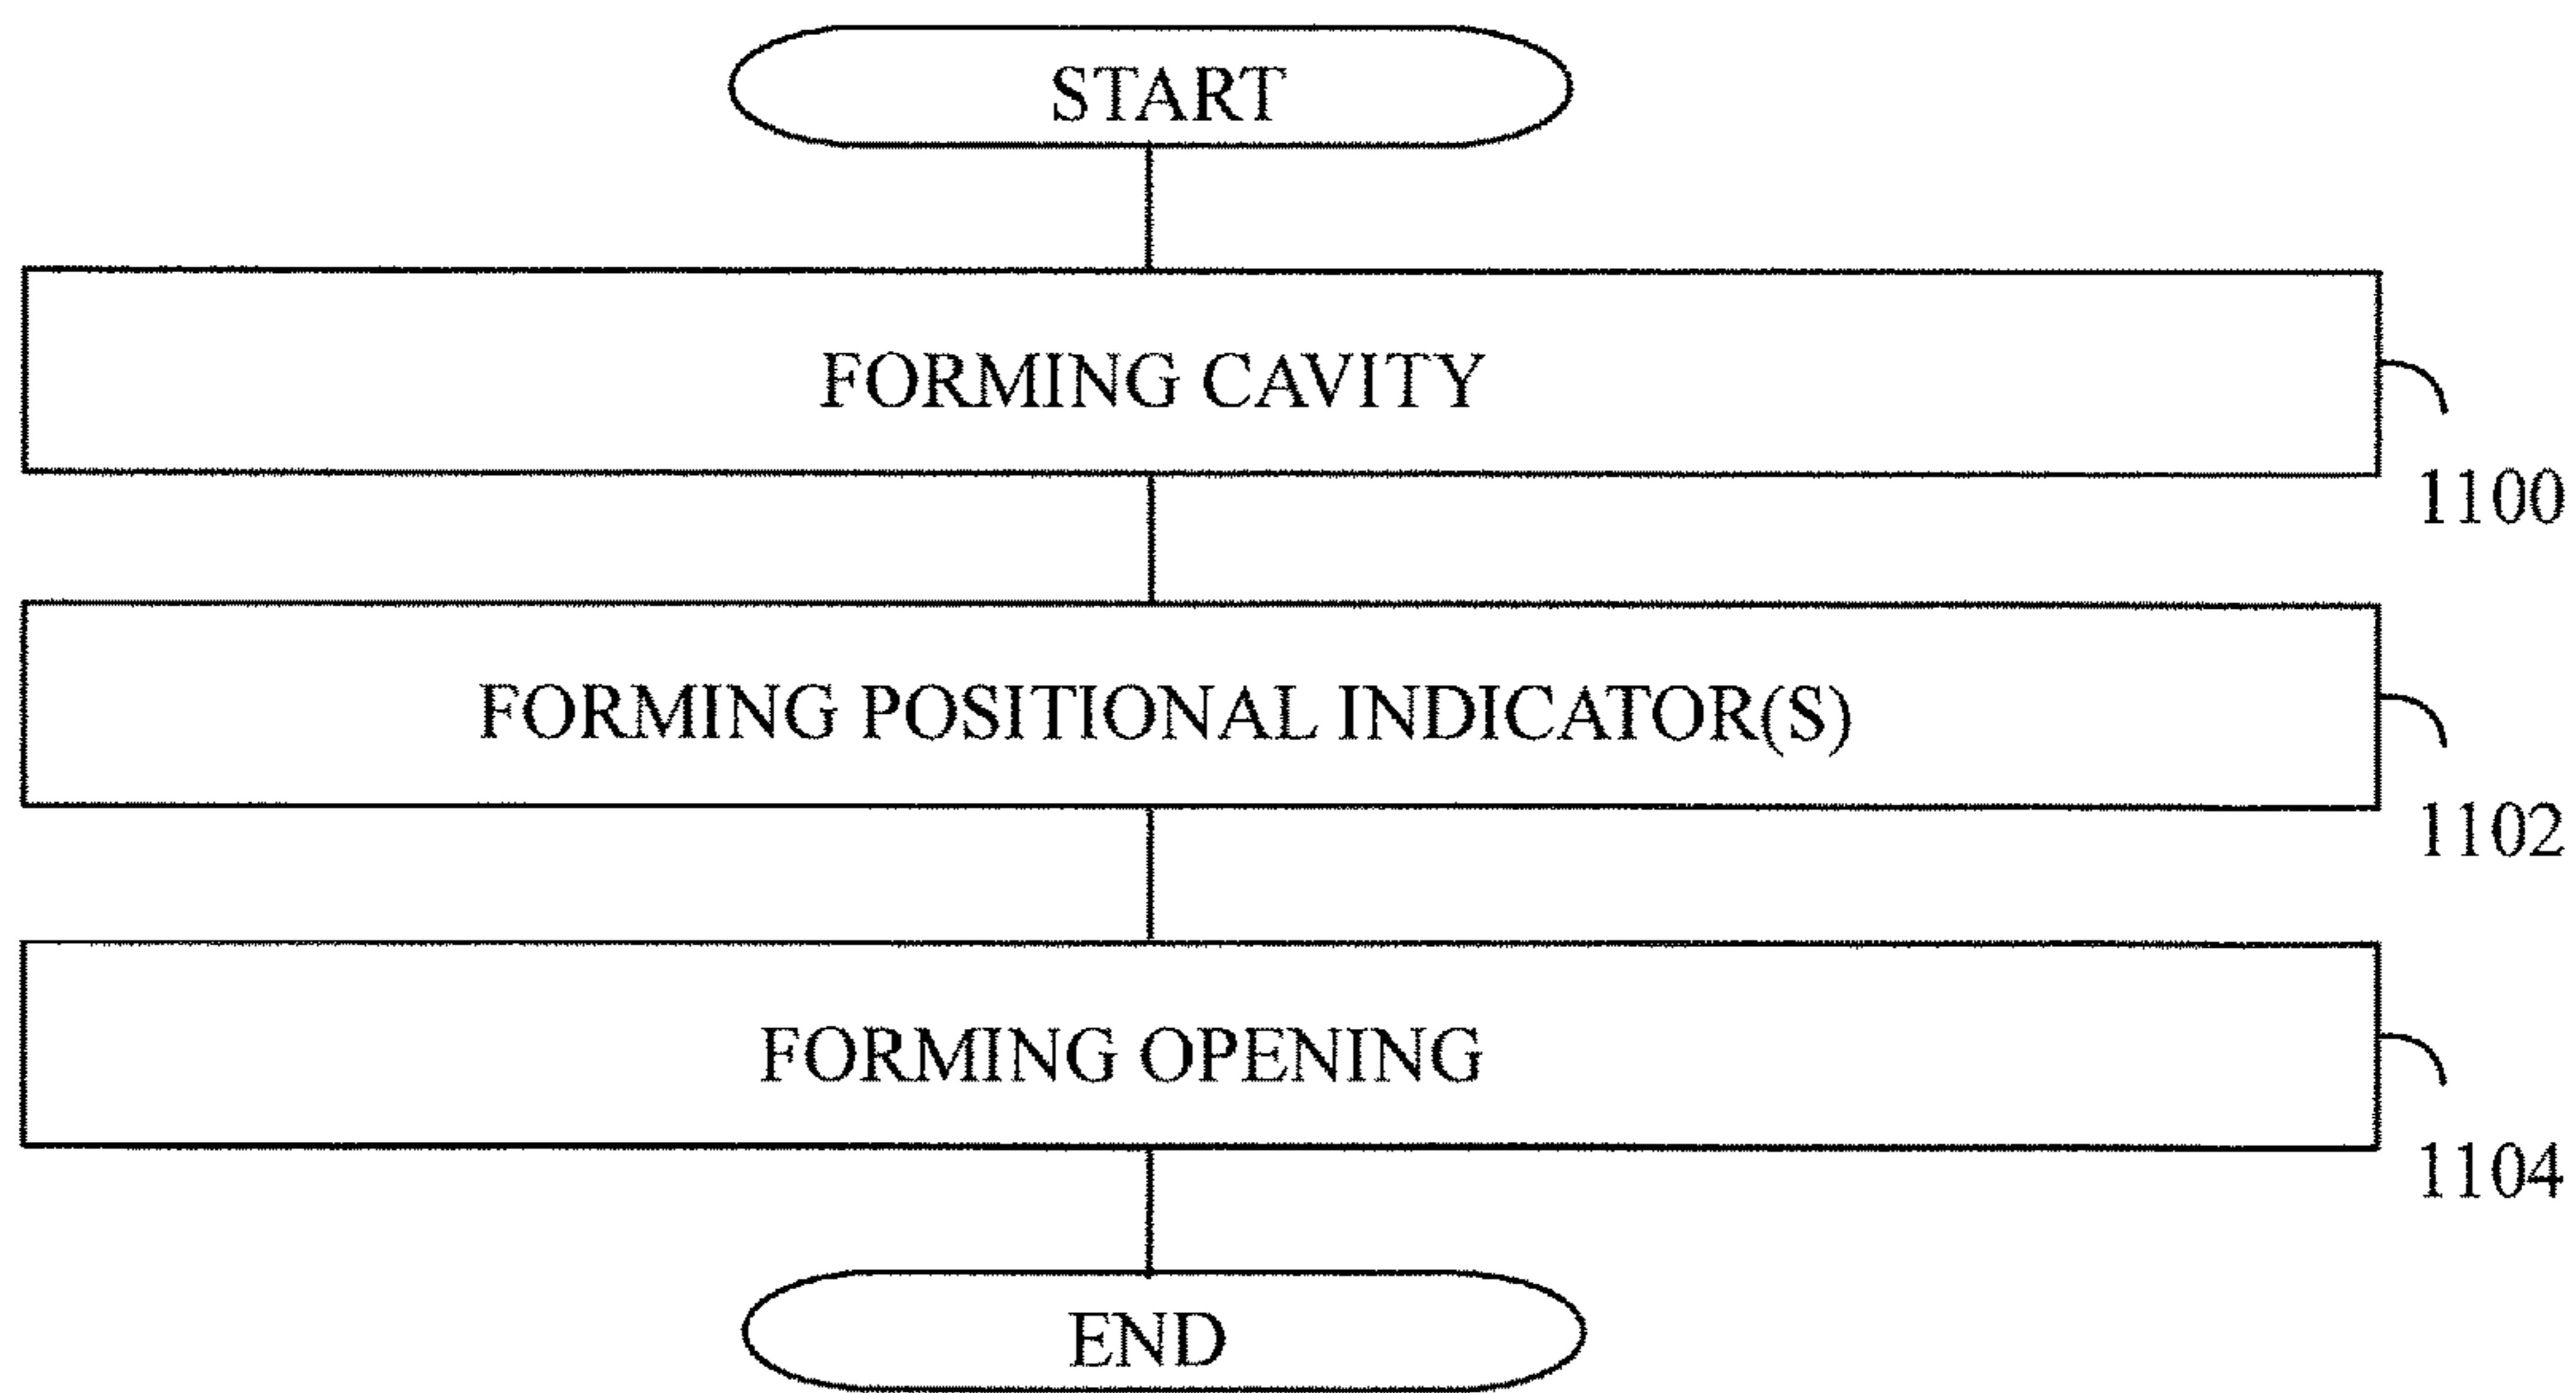 START
FORMING CAVITY
1100
FORMING POSITIONAL INDICATOR(S)
1102
FORMING OPENING
1104
END